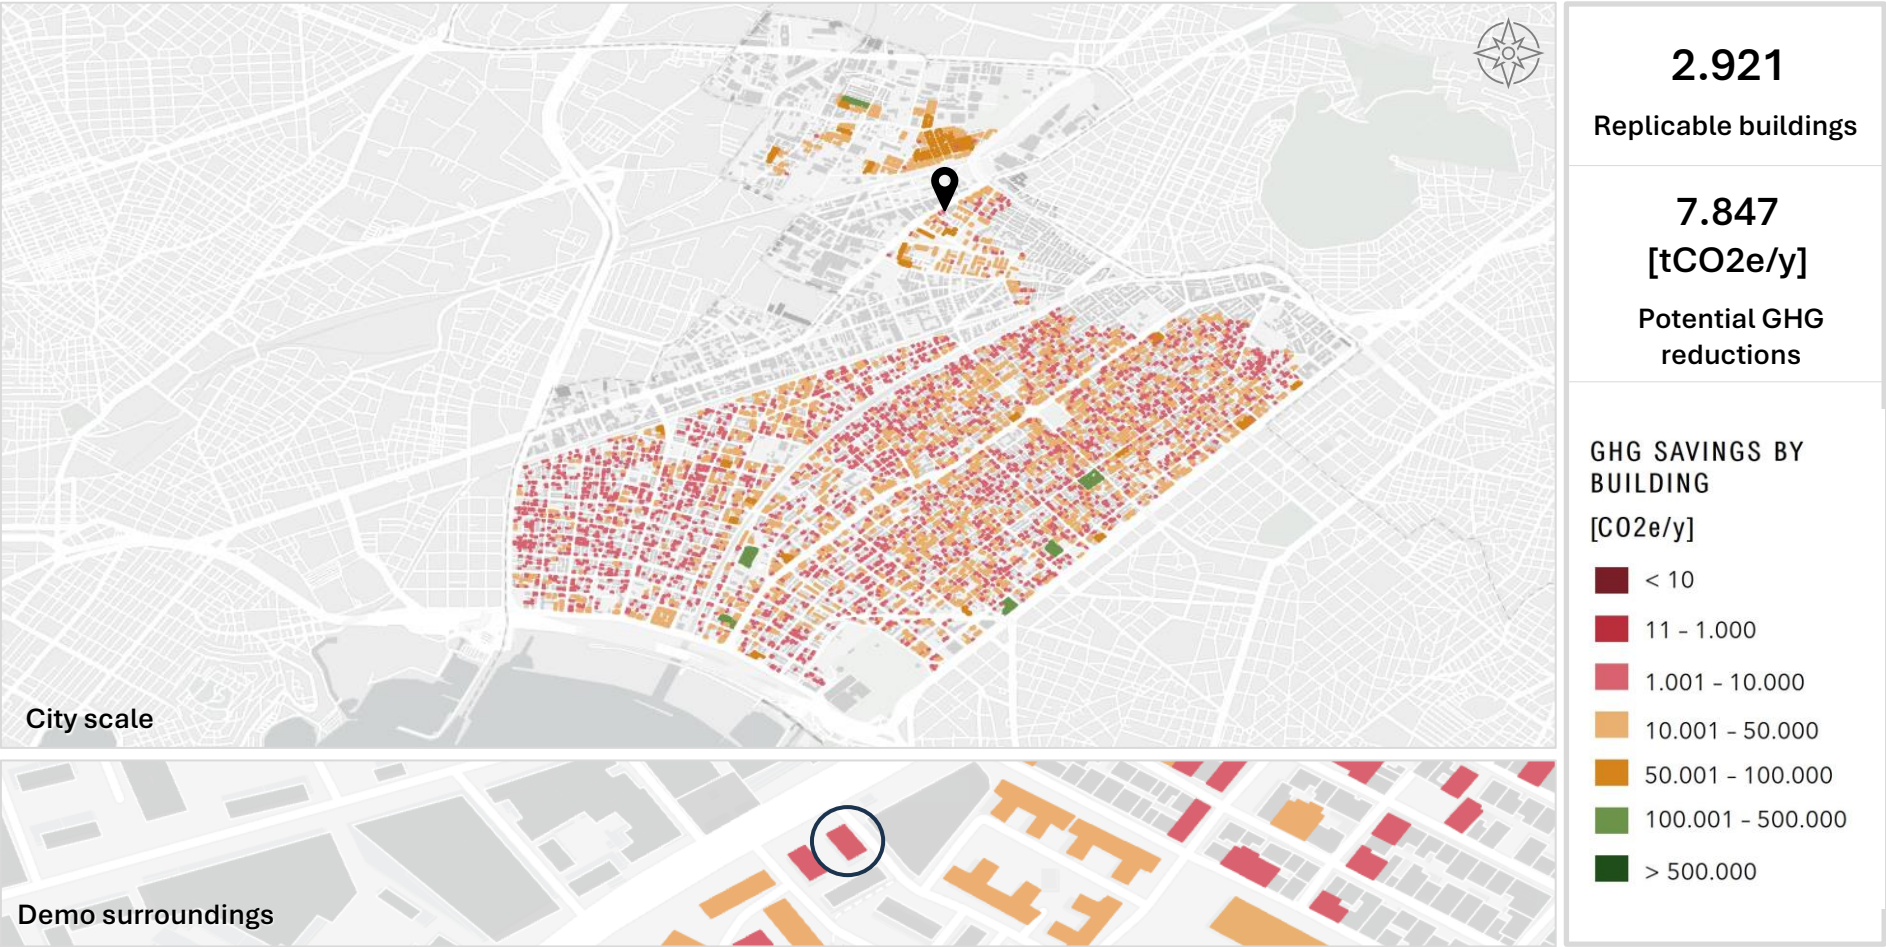 2.921
Replicable buildings
7.847
[tCO2e/y]
Potential GHG
reductions
GHG SAVINGS BY
BUILDING
[CO2e/y]
< 10
11 – 1.000
1.001 – 10.000
10.001 – 50.000
50.001 – 100.000
100.001 – 500.000
> 500.000
City scale
Demo surroundings